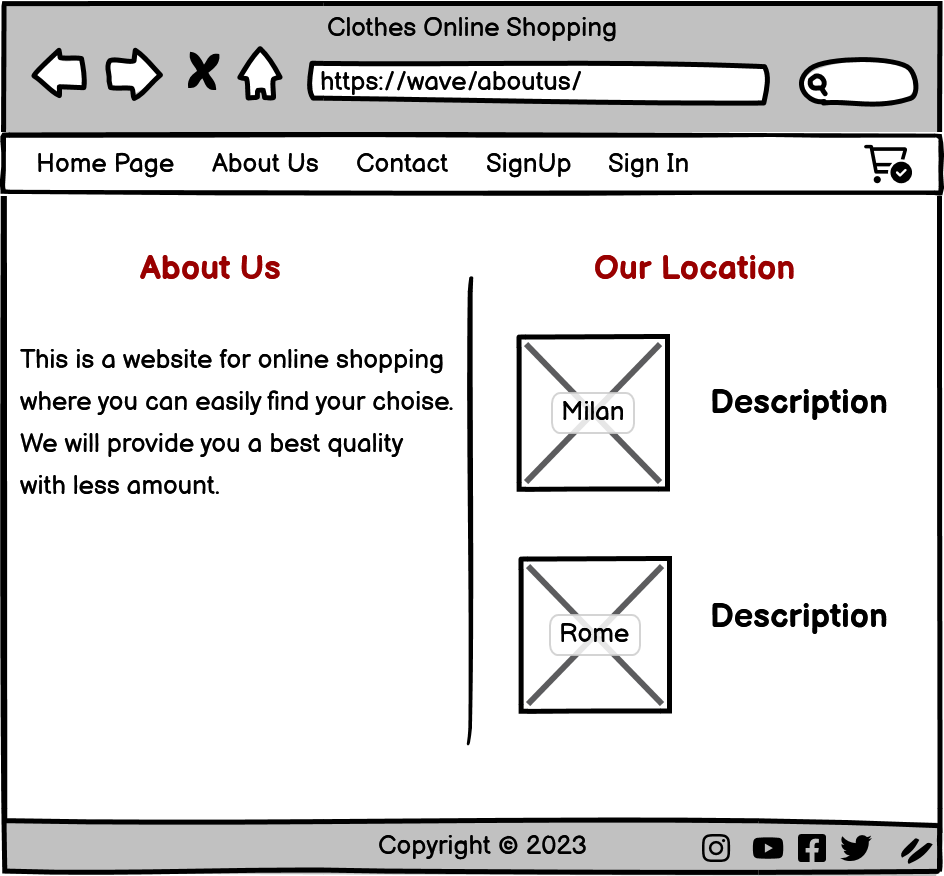 Clothes Online Shopping
https://wave/aboutus/
Home Page About Us Contact SignUp Sign In
About Us
This is a website for online shopping
where you can easily find your choise.
We will provide you a best quality
with less amount.
Our Location
Milan
Description
Rome
Description
Copyright © 2023